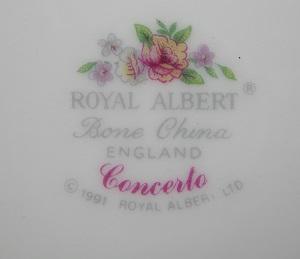 ROYAL ALBERT®
Bone China
ENGLAND
Concerto
© 1991 ROYAL ALBERT LTD